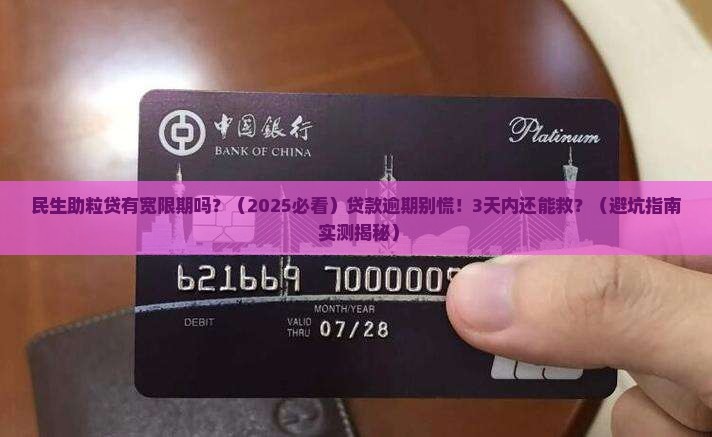 中国銀行
BANK OF CHINA
Platinum
民生助粒贷有宽限期吗？（2025必看）贷款逾期别慌！3天内还能救？（避坑指南
实测揭秘）
621669 7000009
MONTH/YEAR
DEBIT
VALID
THRU 07/28